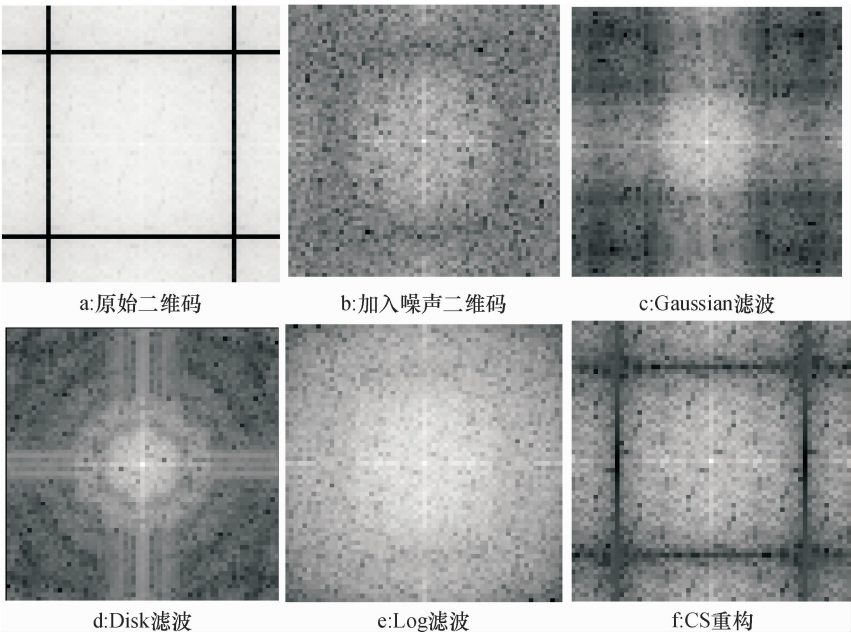 a:原始二维码
b:加入噪声二维码
c:Gaussian滤波
d:Disk滤波
e:Log滤波
f:CS重构